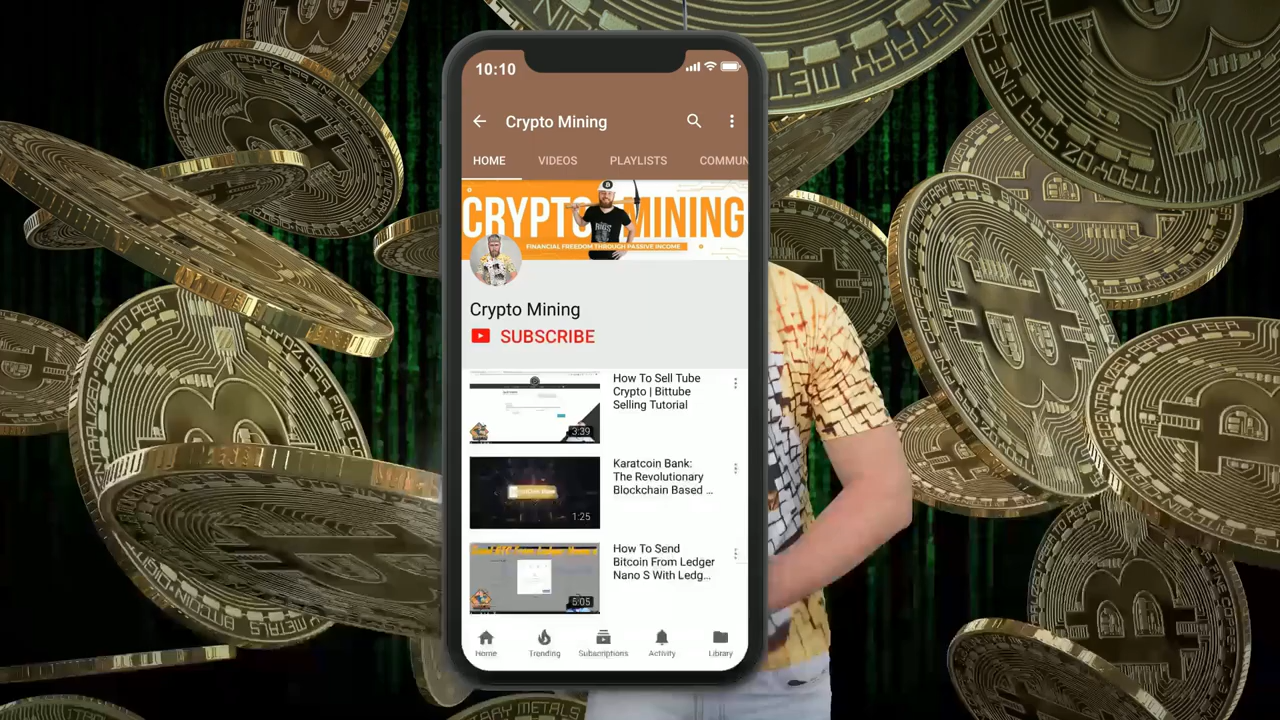 10:10
Crypto Mining
HOME VIDEOS PLAYLISTS COMMUN
CRYPTO MINING
FINANCIAL FREEDOM THROUGH PASSIVE INCOME
Crypto Mining
SUBSCRIBE
How To Sell Tube
Crypto | Bittube
Selling Tutorial
3:39
Karatcoin Bank:
The Revolutionary
Blockchain Based ...
1:25
How To Send
Bitcoin From Ledger
Nano S With Ledg...
5:05
Home Trending Subscriptions Activity Library